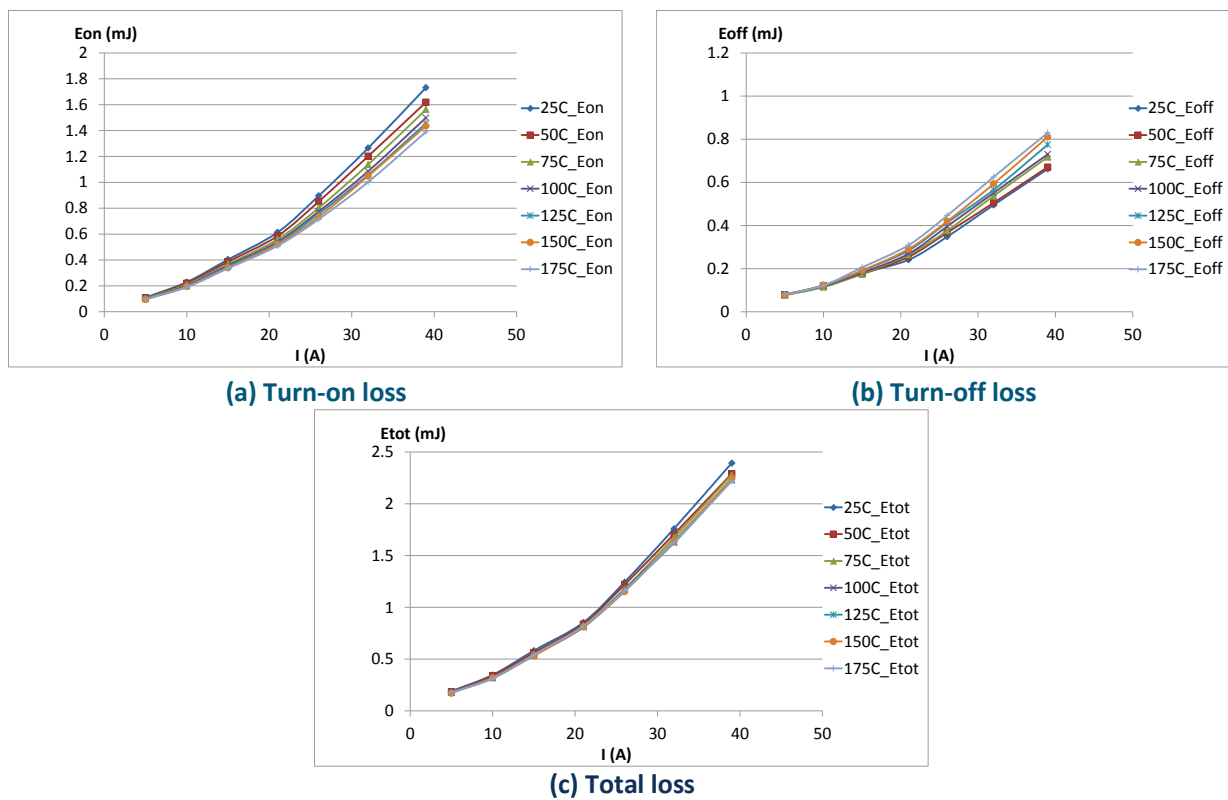 Eon (mJ)
2
1.8
1.6
1.4
1.2
1
0.8
0.6
0.4
0.2
0
0
10
20
30
40
50
I (A)
25C_Eon
50C_Eon
75C_Eon
100C_Eon
125C_Eon
150C_Eon
175C_Eon
(a) Turn-on loss
Eoff (mJ)
1.2
1
0.8
0.6
0.4
0.2
0
0
10
20
30
40
50
I (A)
25C_Eoff
50C_Eoff
75C_Eoff
100C_Eoff
125C_Eoff
150C_Eoff
175C_Eoff
(b) Turn-off loss
Etot (mJ)
2.5
2
1.5
1
0.5
0
0
10
20
30
40
50
I (A)
25C_Etot
50C_Etot
75C_Etot
100C_Etot
125C_Etot
150C_Etot
175C_Etot
(c) Total loss